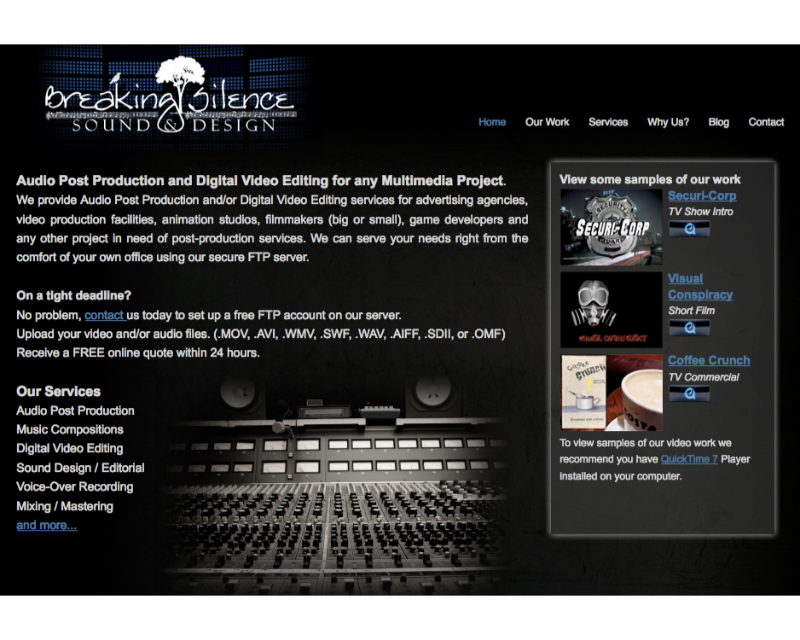 Breaking Silence
SOUND & DESIGN
Home Our Work Services Why Us? Blog Contact
Audio Post Production and Digital Video Editing for any Multimedia Project.
We provide Audio Post Production and/or Digital Video Editing services for advertising agencies,
video production facilities, animation studios, filmmakers (big or small), game developers and
any other project in need of post-production services. We can serve your needs right from the
comfort of your own office using our secure FTP server.
On a tight deadline?
No problem, contact us today to set up a free FTP account on our server.
Upload your video and/or audio files. (.MOV, .AVI, .WMV, .SWF, .WAV, .AIFF, .SDII, or .OMF)
Receive a FREE online quote within 24 hours.
Our Services
Audio Post Production
Music Compositions
Digital Video Editing
Sound Design / Editorial
Voice-Over Recording
Mixing / Mastering
and more...
View some samples of our work
SECURITY
SECURI-CORP
Securi-Corp
TV Show Intro
VISUAL CONSPIRACY
Visual
Conspiracy
Short Film
Coffee
Crunch
Coffee Crunch
TV Commercial
To view samples of our video work we
recommend you have QuickTime 7 Player
installed on your computer.